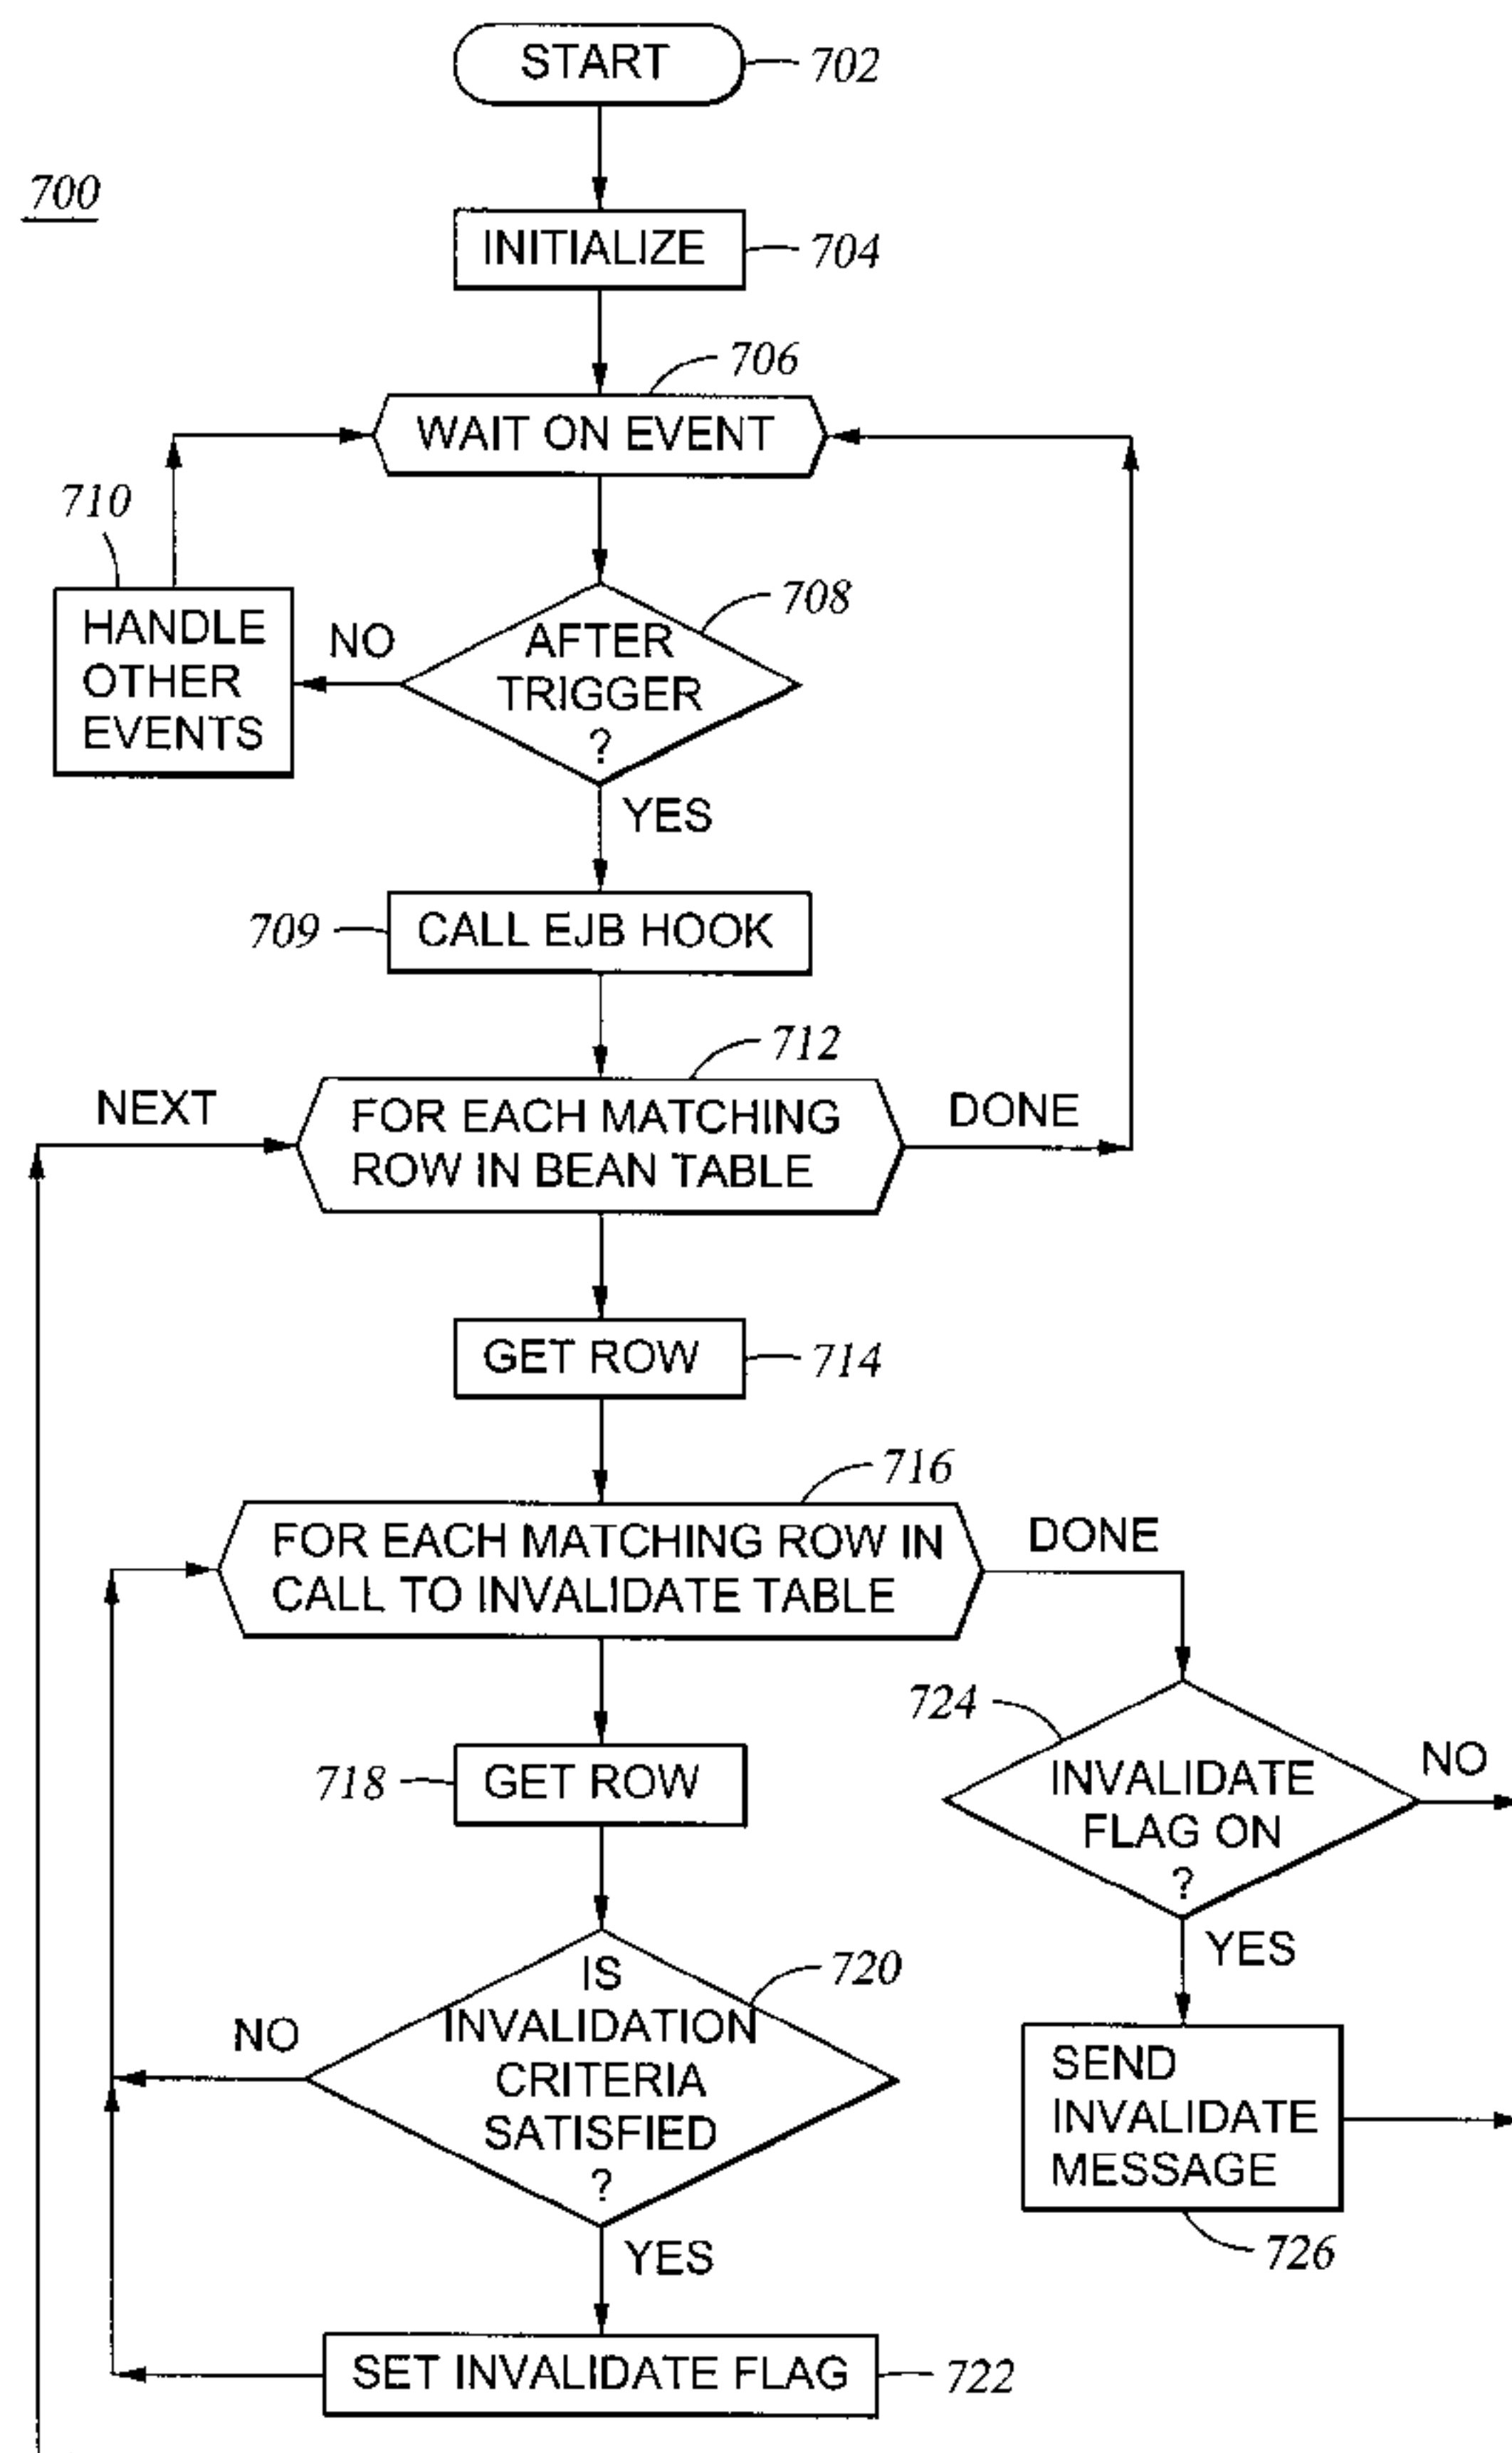 START
702
700
INITIALIZE
704
706
WAIT ON EVENT
710
HANDLE
OTHER
EVENTS
NO
708
AFTER
TRIGGER
?
YES
709
CALL EJB HOOK
712
NEXT
FOR EACH MATCHING
ROW IN BEAN TABLE
DONE
GET ROW
714
716
FOR EACH MATCHING ROW IN
CALL TO INVALIDATE TABLE
DONE
724
INVALIDATE
FLAG ON
?
NO
718
GET ROW
YES
720
IS
INVALIDATION
CRITERIA
SATISFIED
?
NO
SEND
INVALIDATE
MESSAGE
726
YES
SET INVALIDATE FLAG
722